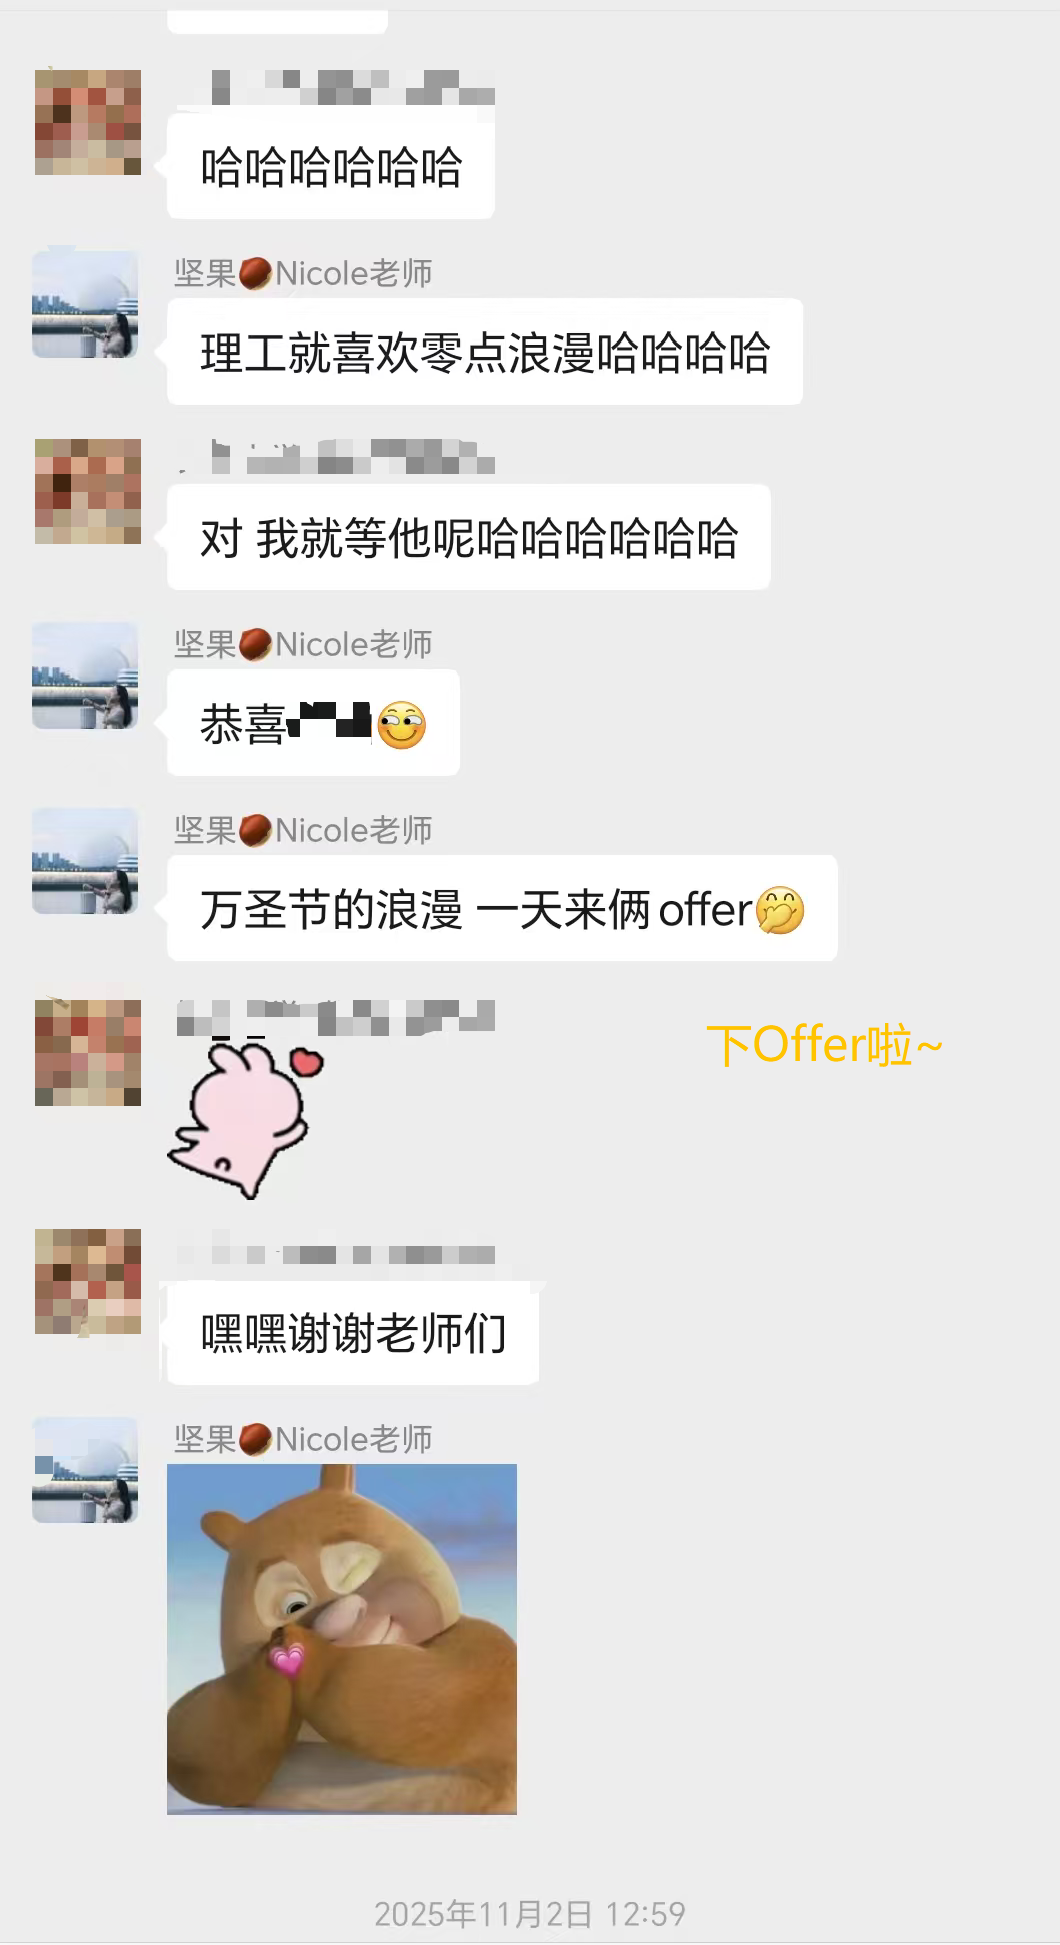 哈哈哈哈哈哈
坚果🌰Nicole老师
理工就喜欢零点浪漫哈哈哈哈
对 我就等他呢哈哈哈哈哈哈
坚果🌰Nicole老师
恭喜
坚果🌰Nicole老师
万圣节的浪漫 一天来俩offer🤭
下Offer啦~
嘿嘿谢谢老师们
坚果🌰Nicole老师
2025年11月2日 12:59